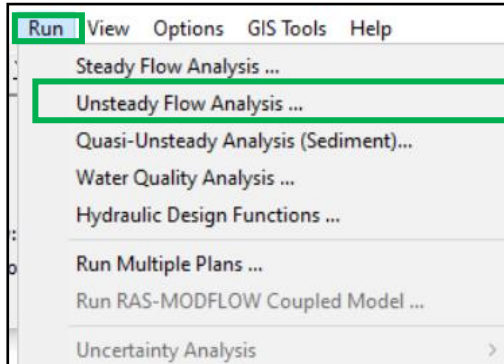 Run View Options GIS Tools Help
Steady Flow Analysis ...
Unsteady Flow Analysis ...
Quasi-Unsteady Analysis (Sediment)...
Water Quality Analysis ...
Hydraulic Design Functions ...
Run Multiple Plans ...
Run RAS-MODFLOW Coupled Model ...
Uncertainty Analysis >